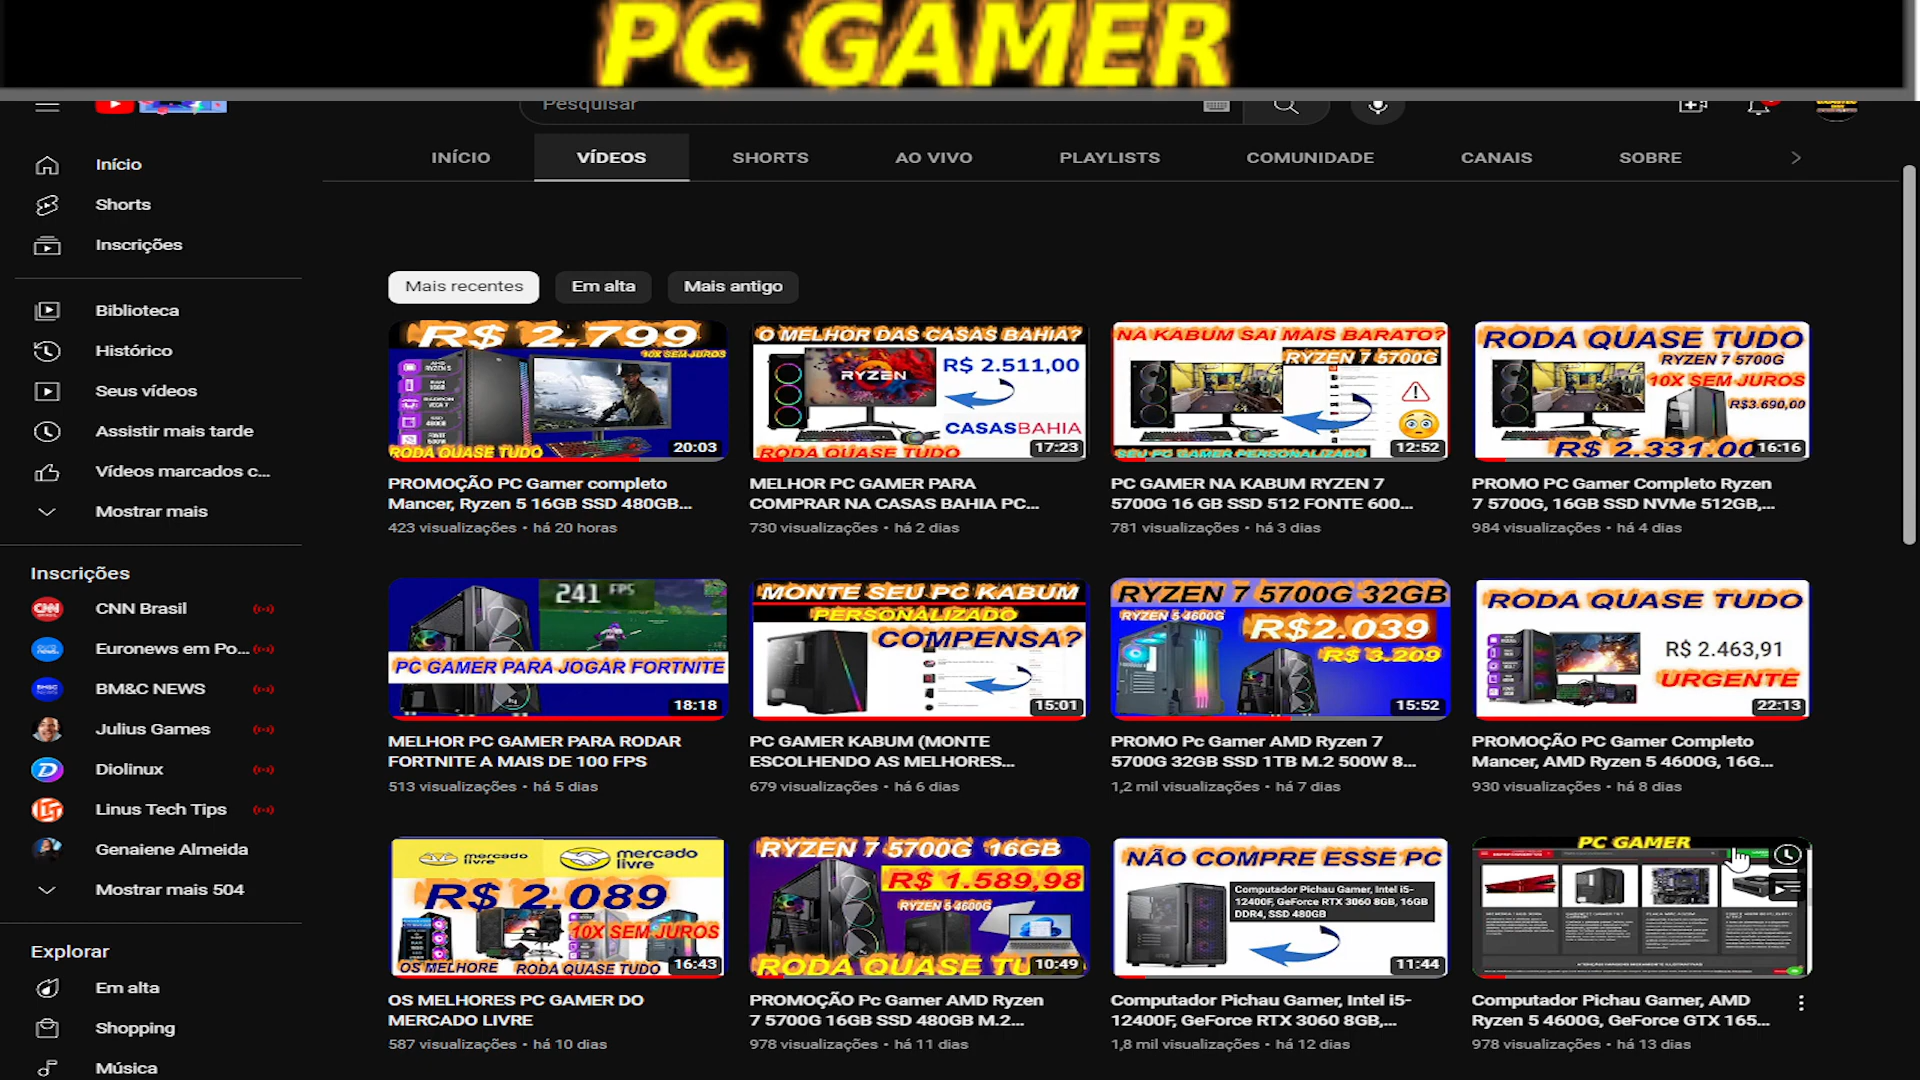 PC GAMER
Pesquisar
INÍCIO
VÍDEOS
SHORTS
AO VIVO
PLAYLISTS
COMUNIDADE
CANAIS
SOBRE
Início
Shorts
Inscrições
Biblioteca
Histórico
Seus vídeos
Assistir mais tarde
Vídeos marcados c...
Mostrar mais
Inscrições
CNN Brasil
Euronews em Po...
BM&C NEWS
Julius Games
Diolinux
Linus Tech Tips
Genaiene Almeida
Mostrar mais 504
Explorar
Em alta
Shopping
Música
Mais recentes
Em alta
Mais antigo
R$ 2.799
10X SEM JUROS
RODA QUASE TUDO
20:03
PROMOÇÃO PC Gamer completo
Mancer, Ryzen 5 16GB SSD 480GB...
423 visualizações • há 20 horas
O MELHOR DAS CASAS BAHIA?
RYZEN
R$ 2.511,00
CASASBAHIA
RODA QUASE TUDO
17:23
MELHOR PC GAMER PARA
COMPRAR NA CASAS BAHIA PC...
730 visualizações • há 2 dias
NA KABUM SAI MAIS BARATO?
RYZEN 7 5700G
SEU PC GAMER PERSONALIZADO
12:52
PC GAMER NA KABUM RYZEN 7
5700G 16 GB SSD 512 FONTE 600...
781 visualizações • há 3 dias
RODA QUASE TUDO
RYZEN 7 5700G
10X SEM JUROS
R$3.690,00
R$ 2.331,00
16:16
PROMO PC Gamer Completo Ryzen
7 5700G, 16GB SSD NVMe 512GB,...
984 visualizações • há 4 dias
241 FPS
PC GAMER PARA JOGAR FORTNITE
18:18
MELHOR PC GAMER PARA RODAR
FORTNITE A MAIS DE 100 FPS
513 visualizações • há 5 dias
MONTE SEU PC KABUM
PERSONALIZADO
COMPENSA?
15:01
PC GAMER KABUM (MONTE
ESCOLHENDO AS MELHORES...
679 visualizações • há 6 dias
RYZEN 7 5700G 32GB
RYZEN 5 4600G
R$2.039
R$ 3.209
15:52
PROMO Pc Gamer AMD Ryzen 7
5700G 32GB SSD 1TB M.2 500W 8...
1,2 mil visualizações • há 7 dias
RODA QUASE TUDO
R$ 2.463,91
URGENTE
22:13
PROMOÇÃO PC Gamer Completo
Mancer, AMD Ryzen 5 4600G, 16G...
930 visualizações • há 8 dias
mercado livre
mercado livre
R$ 2.089
10X SEM JUROS
OS MELHORE
RODA QUASE TUDO
16:43
OS MELHORES PC GAMER DO
MERCADO LIVRE
587 visualizações • há 10 dias
RYZEN 7 5700G 16GB
R$ 1.589,98
RYZEN 5 4600G
RODA QUASE TU
10:49
PROMOÇÃO Pc Gamer AMD Ryzen
7 5700G 16GB SSD 480GB M.2...
978 visualizações • há 11 dias
NÃO COMPRE ESSE PC
Computador Pichau Gamer, Intel i5-
12400F, GeForce RTX 3060 8GB, 16GB
DDR4, SSD 480GB
11:44
Computador Pichau Gamer, Intel i5-
12400F, GeForce RTX 3060 8GB,...
1,8 mil visualizações • há 12 dias
PC GAMER
Computador Pichau Gamer, AMD
Ryzen 5 4600G, GeForce GTX 165...
978 visualizações • há 13 dias